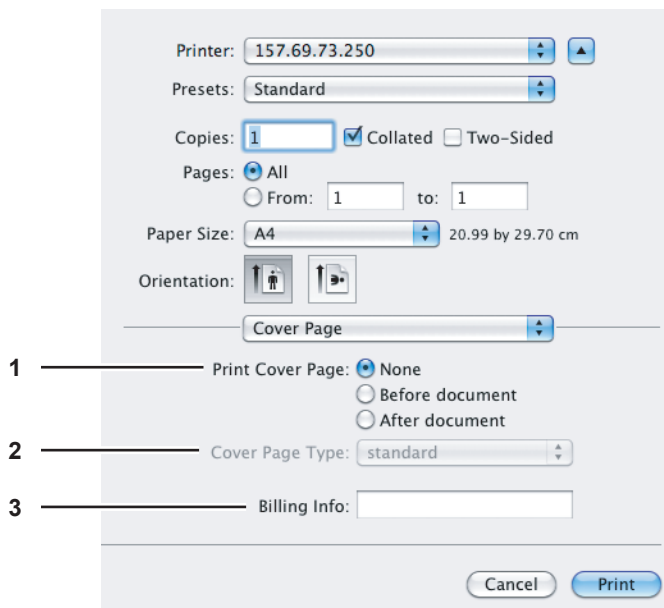 Printer: 157.69.73.250
Presets: Standard
Copies: 1 Collated Two-Sided
Pages: All
From: 1 to: 1
Paper Size: A4 20.99 by 29.70 cm
Orientation:
Cover Page
1 Print Cover Page: None
Before document
After document
2 Cover Page Type: standard
3 Billing Info:
Cancel Print